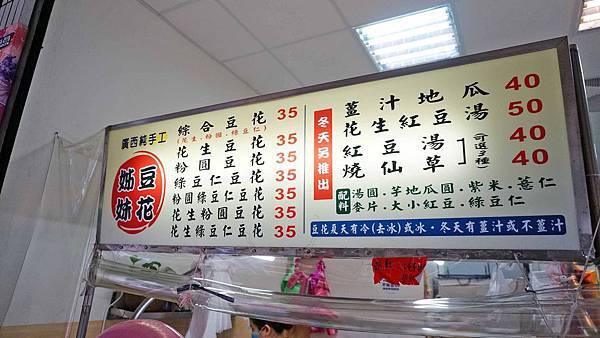 廣西純手工
姊妹豆花
綜合豆花 35
(花生.粉圓.綠豆仁)
花生豆花 35
粉圓豆花 35
綠豆仁豆花 35
粉圓綠豆仁豆花 35
花生粉圓豆花 35
花生綠豆仁豆花 35
冬天另推出
薑汁地瓜 40
花生紅豆湯 50
紅豆湯 40
燒仙草 40
(可選3種)
配料 湯圓.芋地瓜圓.紫米.薏仁
麥片.大小紅豆.綠豆仁
豆花夏天有冷(去冰)或冰.冬天有薑汁或不薑汁